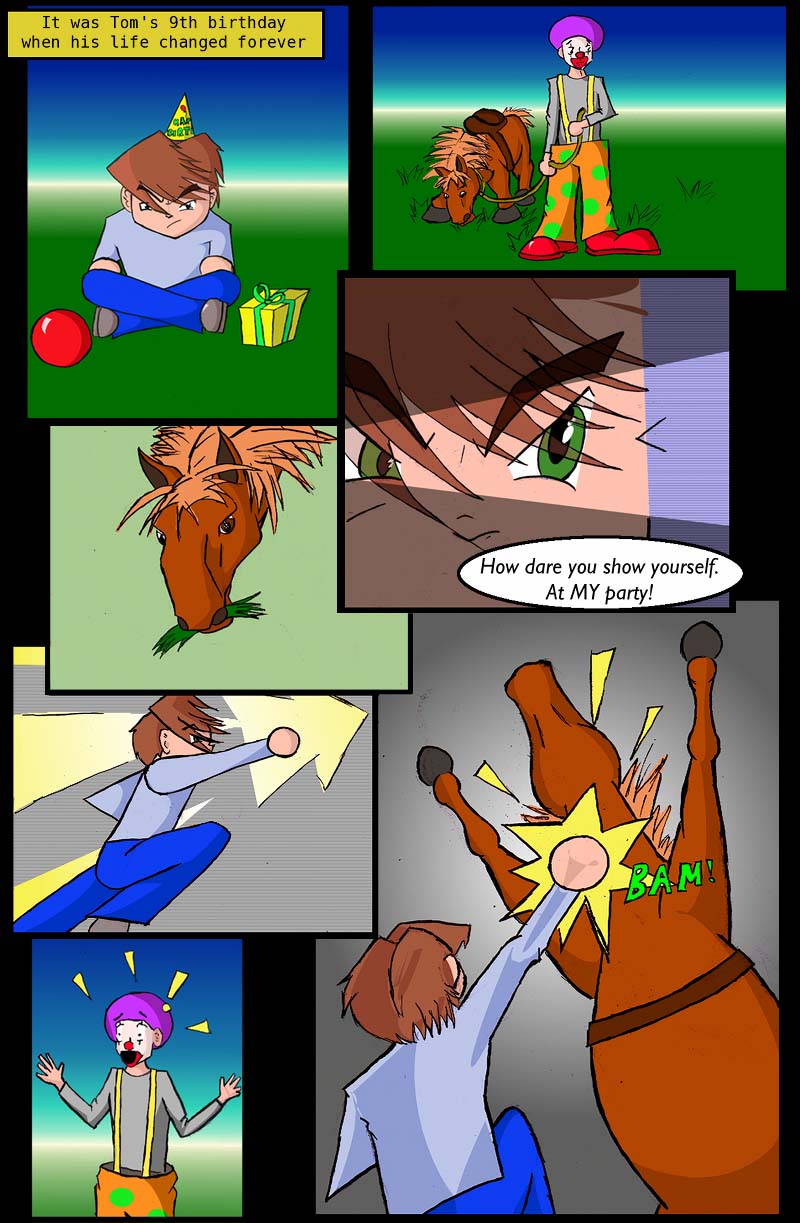 It was Tom's 9th birthday
when his life changed forever
How dare you show yourself.
At MY party!
BAM!